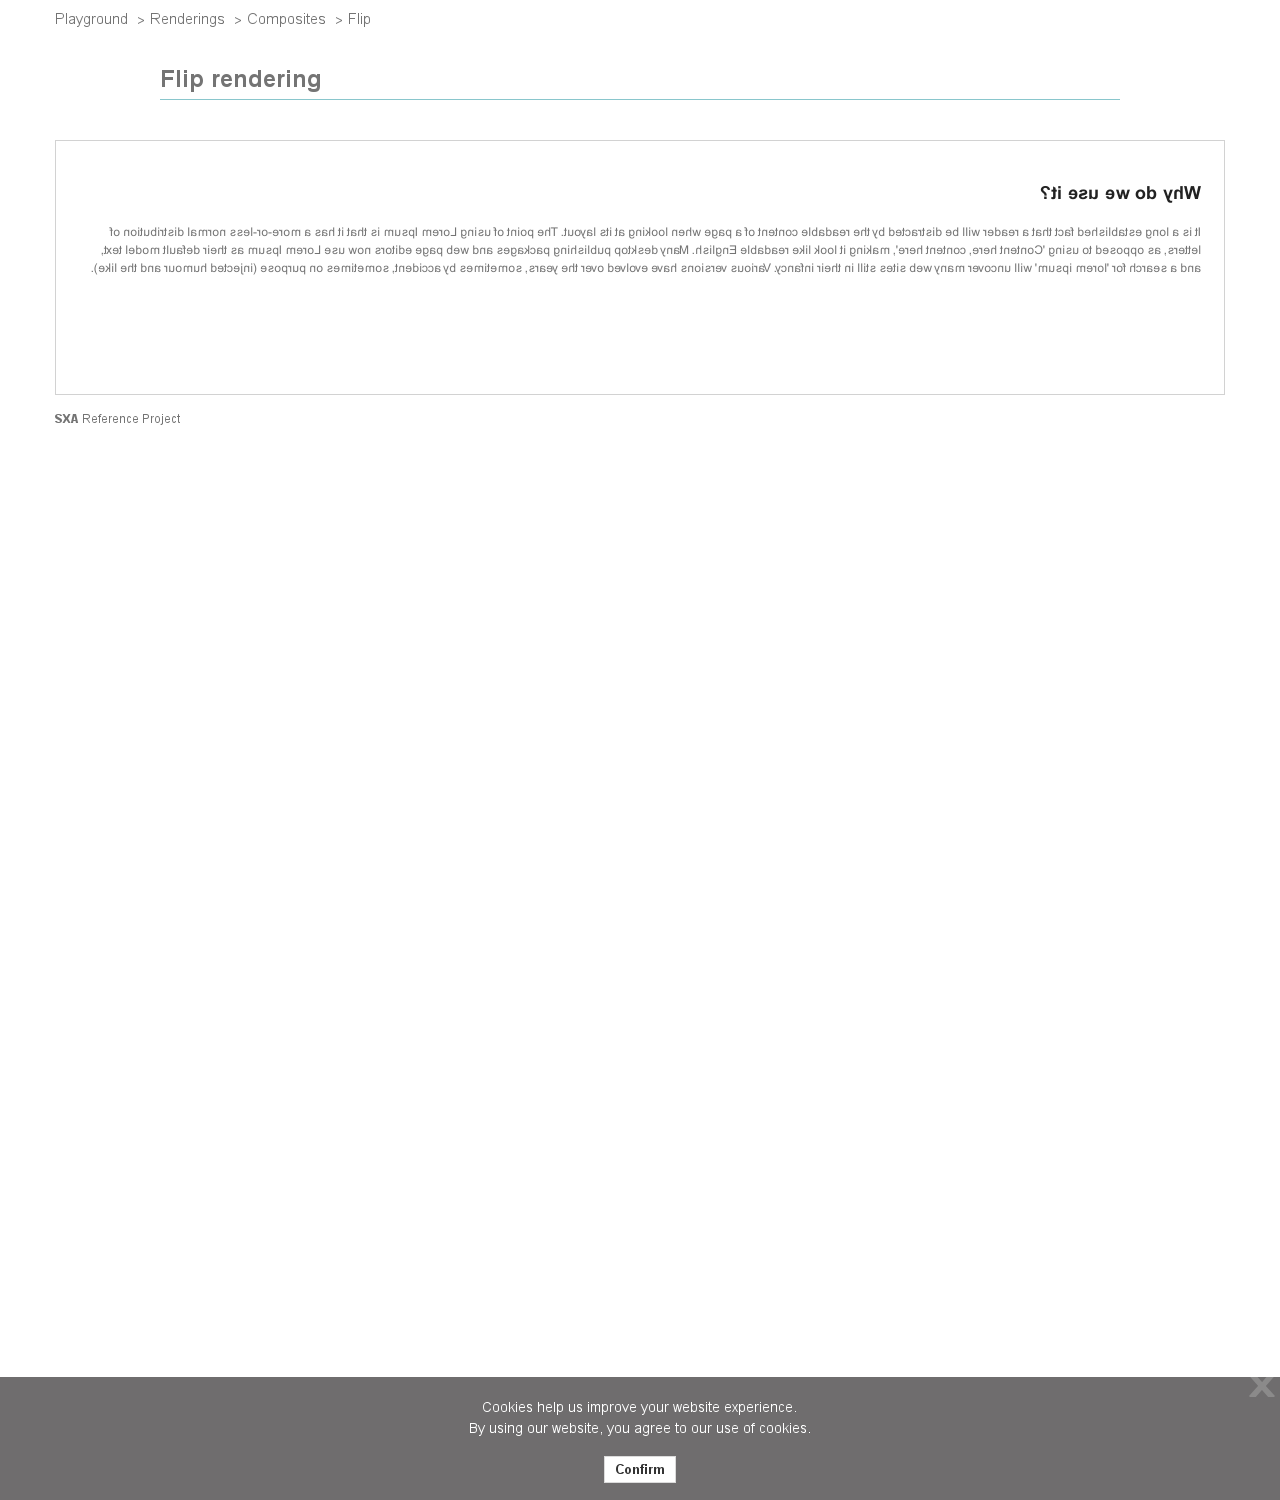 Playground > Renderings > Composites > Flip
Flip rendering
Why do we use it?
It is a long established fact that a reader will be distracted by the readable content of a page when looking at its layout. The point of using Lorem Ipsum is that it has a more-or-less normal distribution of
letters, as opposed to using 'Content here, content here', making it look like readable English. Many desktop publishing packages and web page editors now use Lorem Ipsum as their default model text,
and a search for 'lorem ipsum' will uncover many web sites still in their infancy. Various versions have evolved over the years, sometimes by accident, sometimes on purpose (injected humour and the like).
SXA Reference Project
X
Cookies help us improve your website experience.
By using our website, you agree to our use of cookies.
Confirm